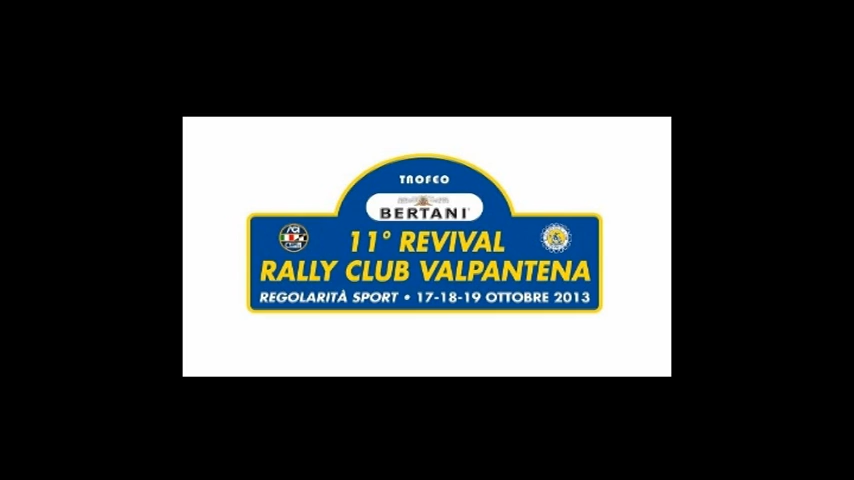 TROFEO
BERTANI
11° REVIVAL
RALLY CLUB VALPANTENA
REGOLARITÀ SPORT • 17-18-19 OTTOBRE 2013